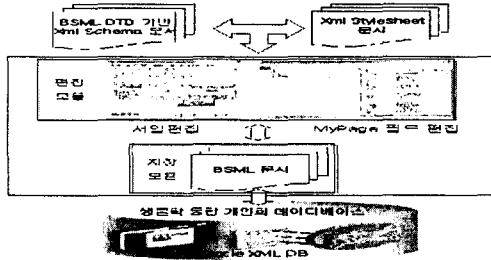 BSML DTD 기반
Xml Schema 문서
Xml Stylesheet
문서
편집
모듈
서열편집
MyPage 필드 편집
저장
모듈
BSML 문서
생물학 통합 개인화 데이터베이스
XML DB